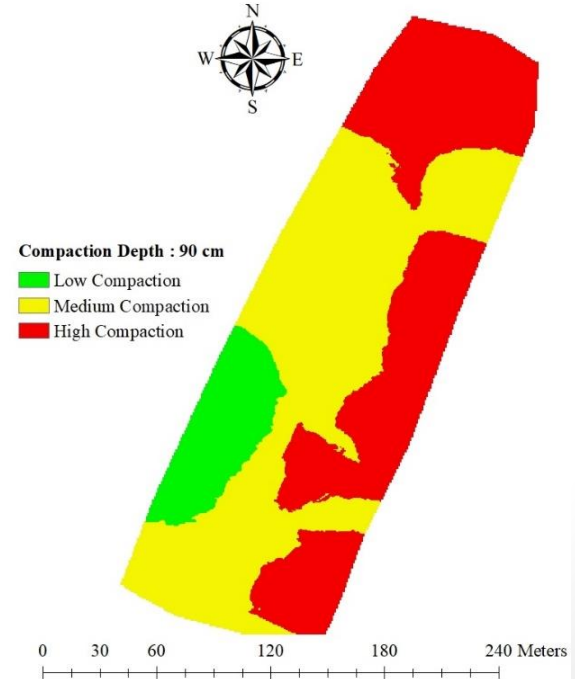 N
W E
S
Compaction Depth : 90 cm
Low Compaction
Medium Compaction
High Compaction
0 30 60 120 180 240 Meters